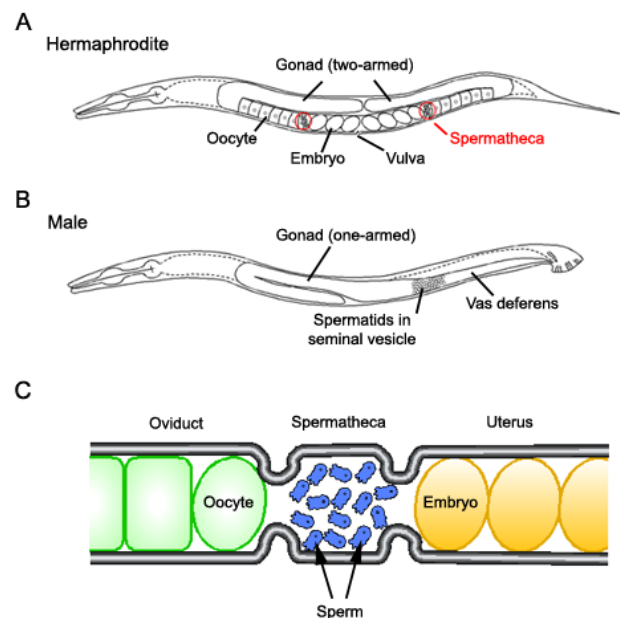 A
Hermaphrodite
Gonad (two-armed)
Oocyte
Embryo
Vulva
Spermatheca
B
Male
Gonad (one-armed)
Spermatids in
seminal vesicle
Vas deferens
C
Oviduct
Spermatheca
Uterus
Oocyte
Embryo
Sperm